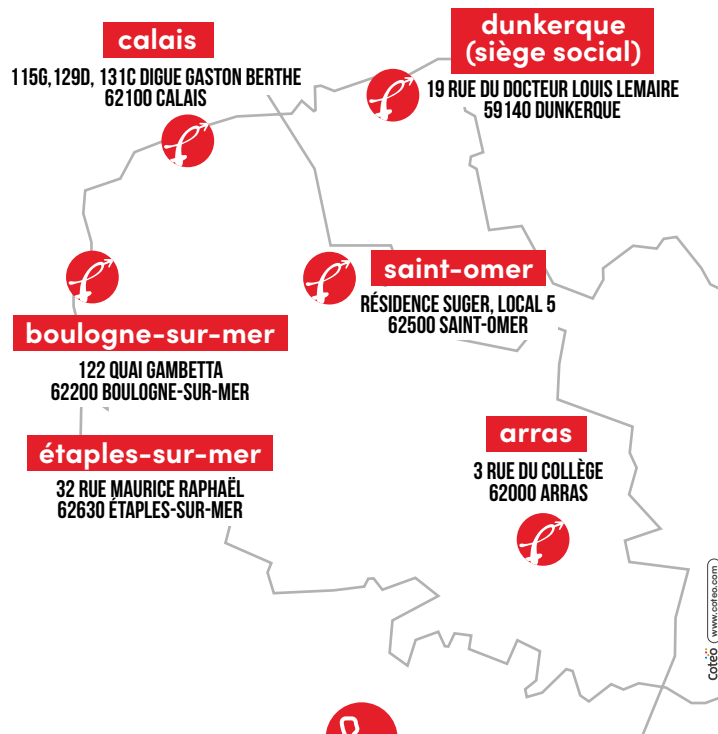 calais
115G,129D, 131C DIGUE GASTON BERTHE
62100 CALAIS
dunkerque
(siège social)
19 RUE DU DOCTEUR LOUIS LEMAIRE
59140 DUNKERQUE
saint-omer
RÉSIDENCE SUGER, LOCAL 5
62500 SAINT-OMER
boulogne-sur-mer
122 QUAI GAMBETTA
62200 BOULOGNE-SUR-MER
étaples-sur-mer
32 RUE MAURICE RAPHAËL
62630 ÉTAPLES-SUR-MER
arras
3 RUE DU COLLÈGE
62000 ARRAS
Cotéo (www.coteo.com)